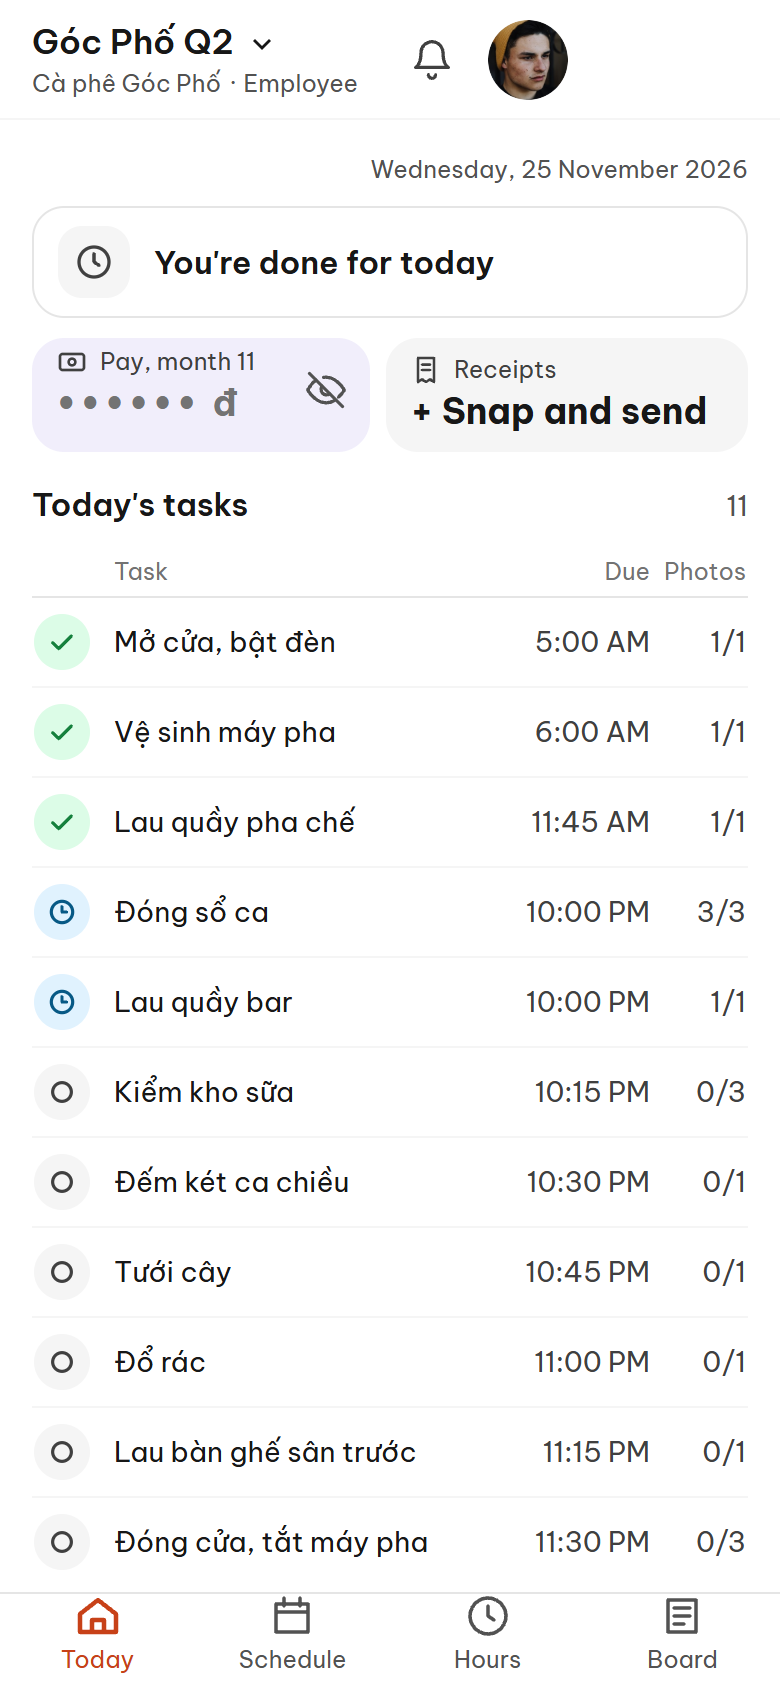 Góc Phố Q2
Cà phê Góc Phố · Employee
Wednesday, 25 November 2026
You're done for today
Pay, month 11
•••••• đ
Receipts
+ Snap and send
Today's tasks 11
Task Due Photos
Mở cửa, bật đèn 5:00 AM 1/1
Vệ sinh máy pha 6:00 AM 1/1
Lau quầy pha chế 11:45 AM 1/1
Đóng sổ ca 10:00 PM 3/3
Lau quầy bar 10:00 PM 1/1
Kiểm kho sữa 10:15 PM 0/3
Đếm két ca chiều 10:30 PM 0/1
Tưới cây 10:45 PM 0/1
Đổ rác 11:00 PM 0/1
Lau bàn ghế sân trước 11:15 PM 0/1
Đóng cửa, tắt máy pha 11:30 PM 0/3
Today Schedule Hours Board